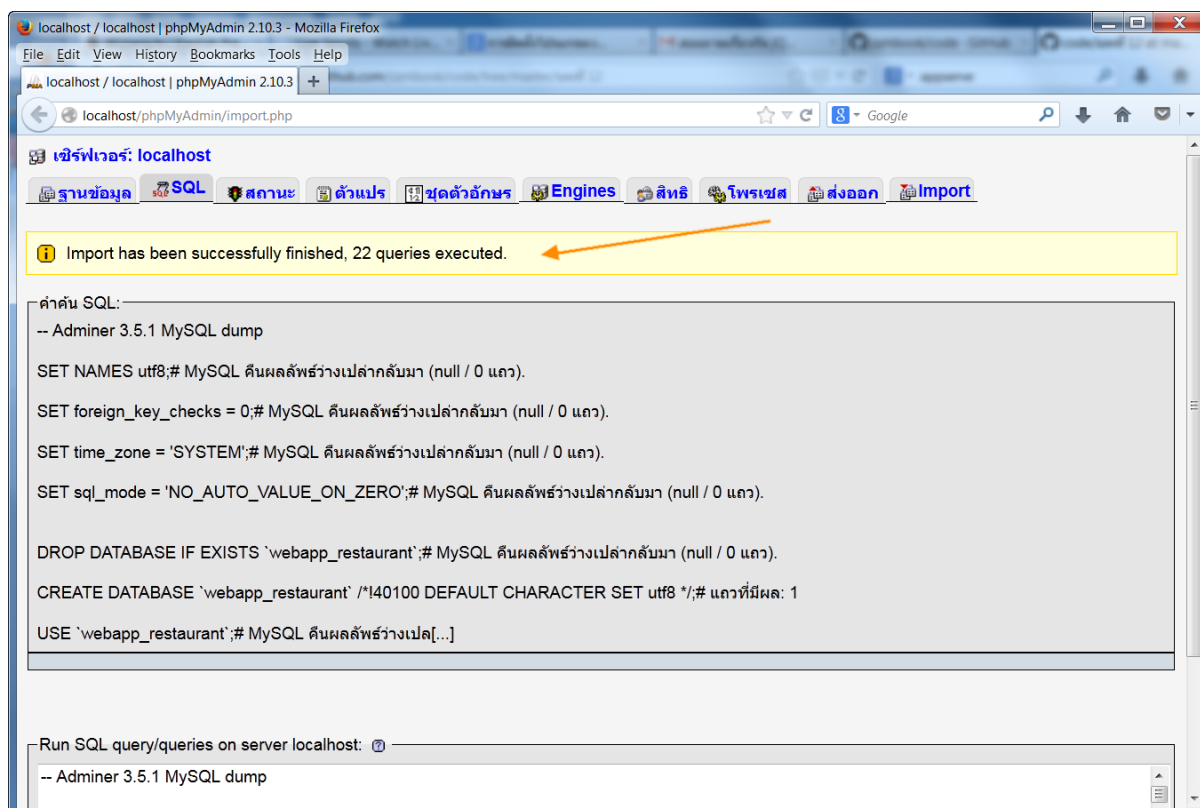 localhost / localhost | phpMyAdmin 2.10.3 - Mozilla Firefox
File Edit View History Bookmarks Tools Help
localhost / localhost | phpMyAdmin 2.10.3 +
localhost/phpMyAdmin/import.php Google
เซิร์ฟเวอร์: localhost
ฐานข้อมูล SQL สถานะ ตัวแปร ชุดตัวอักษร Engines สิทธิ โพรเซส ส่งออก Import
Import has been successfully finished, 22 queries executed.
คำค้น SQL:
-- Adminer 3.5.1 MySQL dump
SET NAMES utf8;# MySQL คืนผลลัพธ์ว่างเปล่ากลับมา (null / 0 แถว).
SET foreign_key_checks = 0;# MySQL คืนผลลัพธ์ว่างเปล่ากลับมา (null / 0 แถว).
SET time_zone = 'SYSTEM';# MySQL คืนผลลัพธ์ว่างเปล่ากลับมา (null / 0 แถว).
SET sql_mode = 'NO_AUTO_VALUE_ON_ZERO';# MySQL คืนผลลัพธ์ว่างเปล่ากลับมา (null / 0 แถว).
DROP DATABASE IF EXISTS `webapp_restaurant`;# MySQL คืนผลลัพธ์ว่างเปล่ากลับมา (null / 0 แถว).
CREATE DATABASE `webapp_restaurant` /*!40100 DEFAULT CHARACTER SET utf8 */;# แถวที่มีผล: 1
USE `webapp_restaurant`;# MySQL คืนผลลัพธ์ว่างเปล[...]
Run SQL query/queries on server localhost:
-- Adminer 3.5.1 MySQL dump